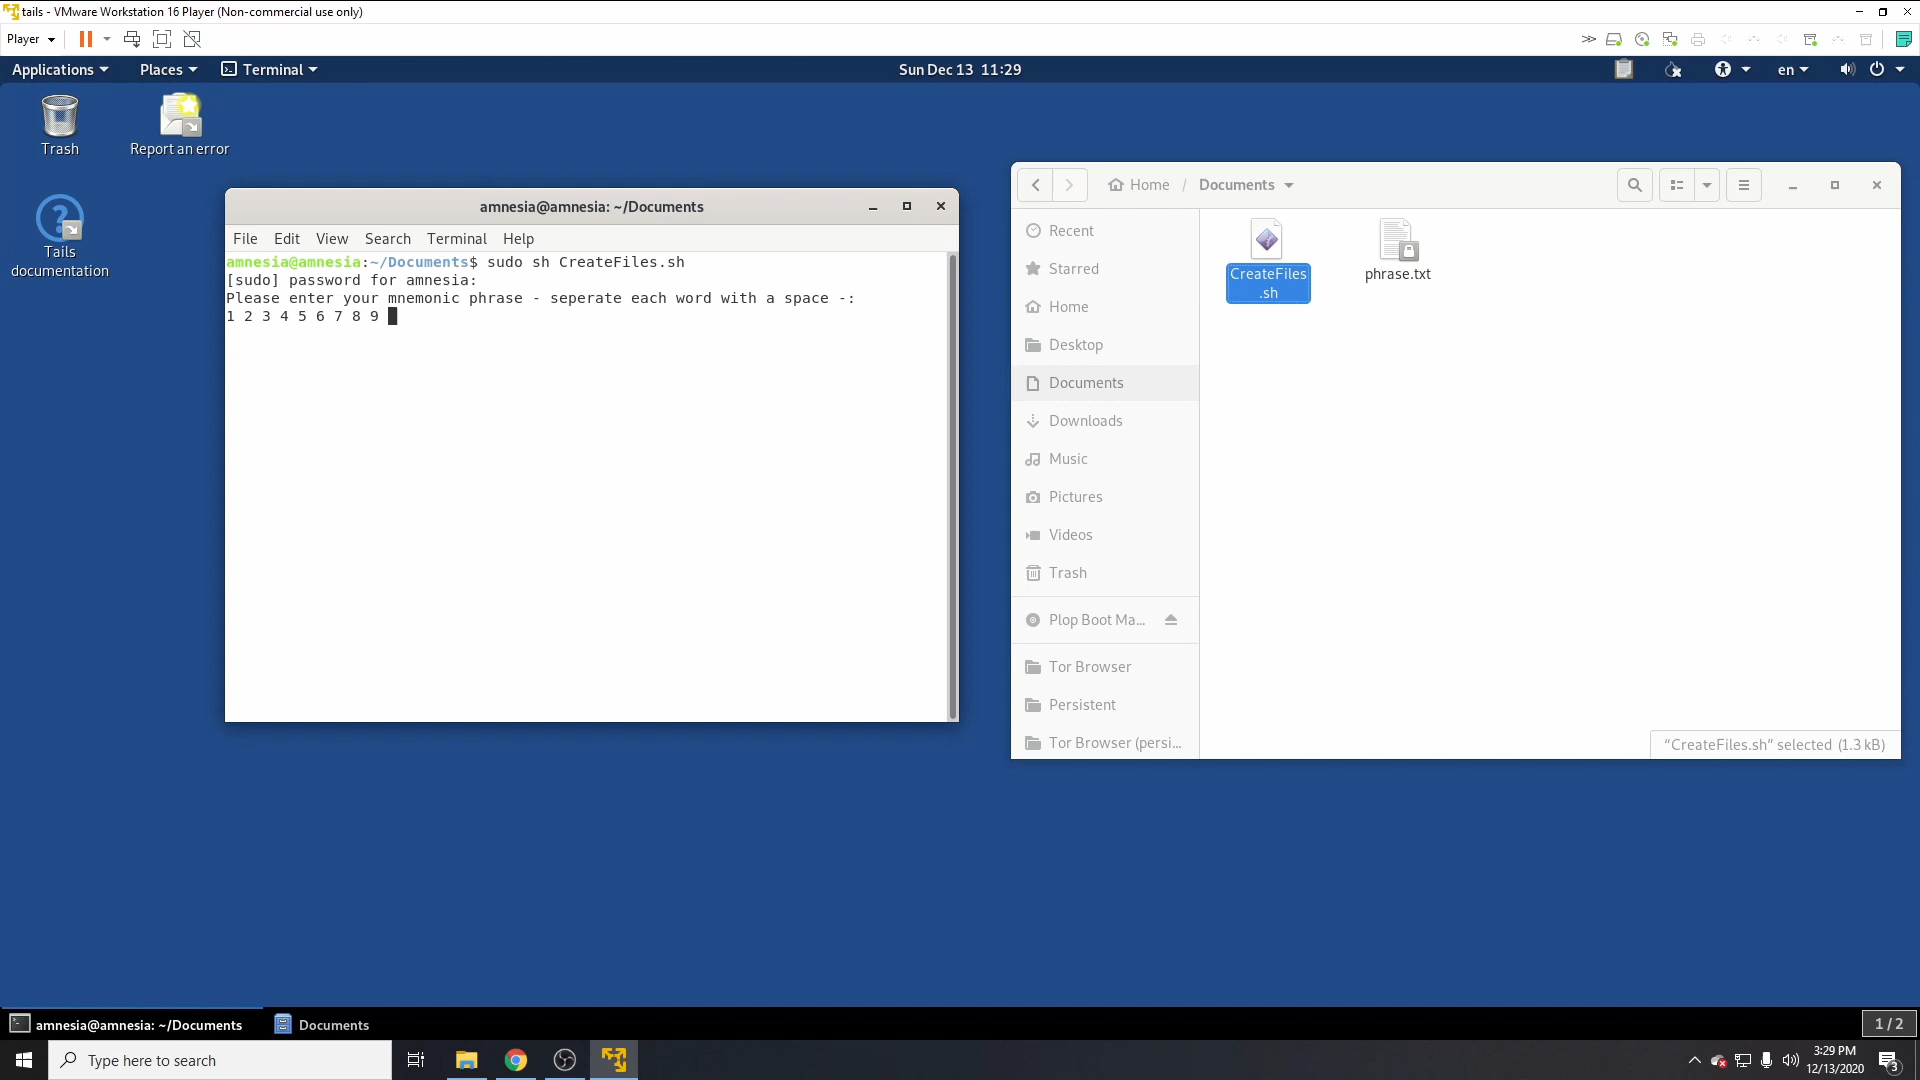 tails - VMware Workstation 16 Player (Non-commercial use only)
Player
Applications
Places
Terminal
Sun Dec 13 11:29
en
Trash
Report an error
Tails
documentation
amnesia@amnesia: ~/Documents
File Edit View Search Terminal Help
amnesia@amnesia:~/Documents$ sudo sh CreateFiles.sh
[sudo] password for amnesia:
Please enter your mnemonic phrase - seperate each word with a space -:
1 2 3 4 5 6 7 8 9
Home / Documents
Recent
Starred
Home
Desktop
Documents
Downloads
Music
Pictures
Videos
Trash
Plop Boot Ma...
Tor Browser
Persistent
Tor Browser (persi...
CreateFiles
.sh
phrase.txt
"CreateFiles.sh" selected (1.3 kB)
amnesia@amnesia: ~/Documents
Documents
1 / 2
Type here to search
3:29 PM
12/13/2020
3